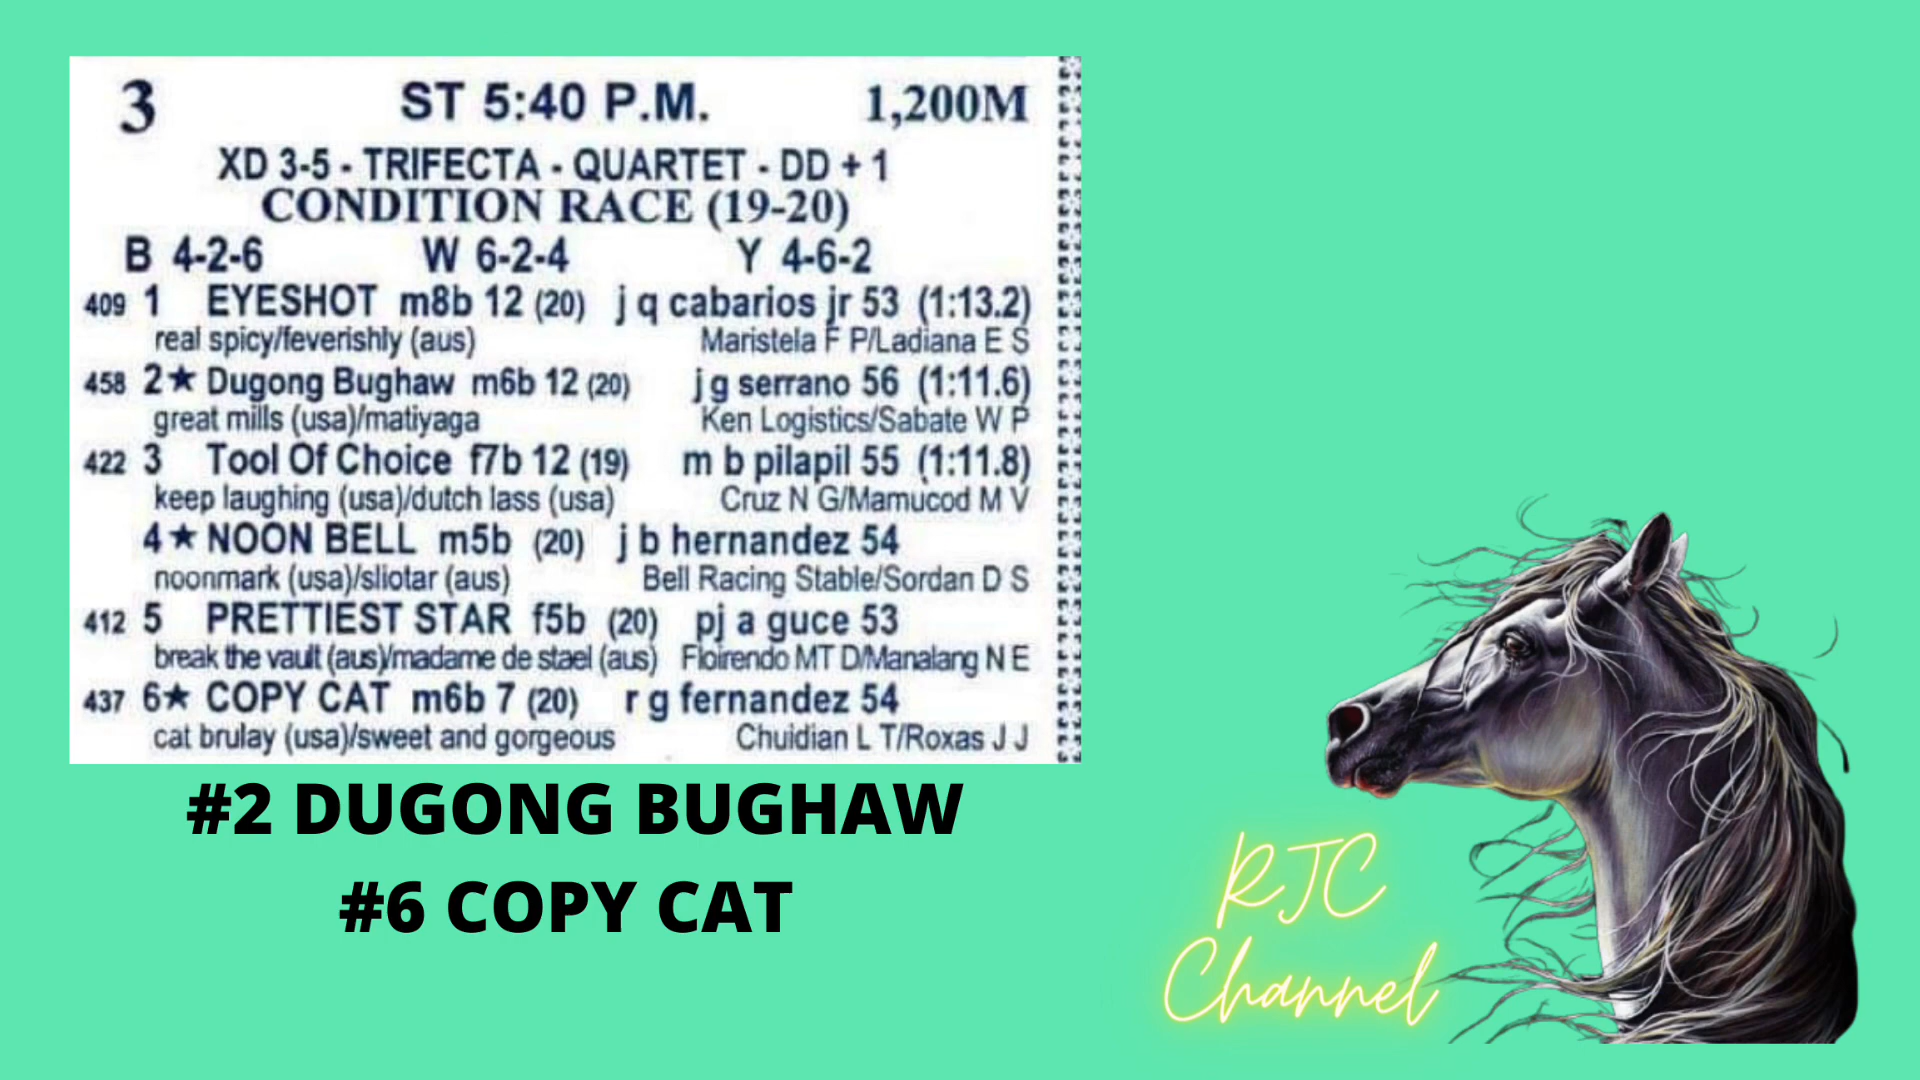 3 ST 5:40 P.M. 1,200M
XD 3-5 - TRIFECTA - QUARTET - DD + 1
CONDITION RACE (19-20)
B 4-2-6 W 6-2-4 Y 4-6-2
409 1 EYESHOT m8b 12 (20) j q cabarios jr 53 (1:13.2)
real spicy/feverishly (aus) Maristela F P/Ladiana E S
458 2★ Dugong Bughaw m6b 12 (20) j g serrano 56 (1:11.6)
great mills (usa)/matiyaga Ken Logistics/Sabate W P
422 3 Tool Of Choice f7b 12 (19) m b pilapil 55 (1:11.8)
keep laughing (usa)/dutch lass (usa) Cruz N G/Mamucod M V
4★ NOON BELL m5b (20) j b hernandez 54
noonmark (usa)/sliotar (aus) Bell Racing Stable/Sordan D S
412 5 PRETTIEST STAR f5b (20) pj a guce 53
break the vault (aus)/madame de stael (aus) Floirendo MT D/Manalang N E
437 6★ COPY CAT m6b 7 (20) r g fernandez 54
cat brulay (usa)/sweet and gorgeous Chuidian L T/Roxas J J
#2 DUGONG BUGHAW
#6 COPY CAT
RJC
Channel